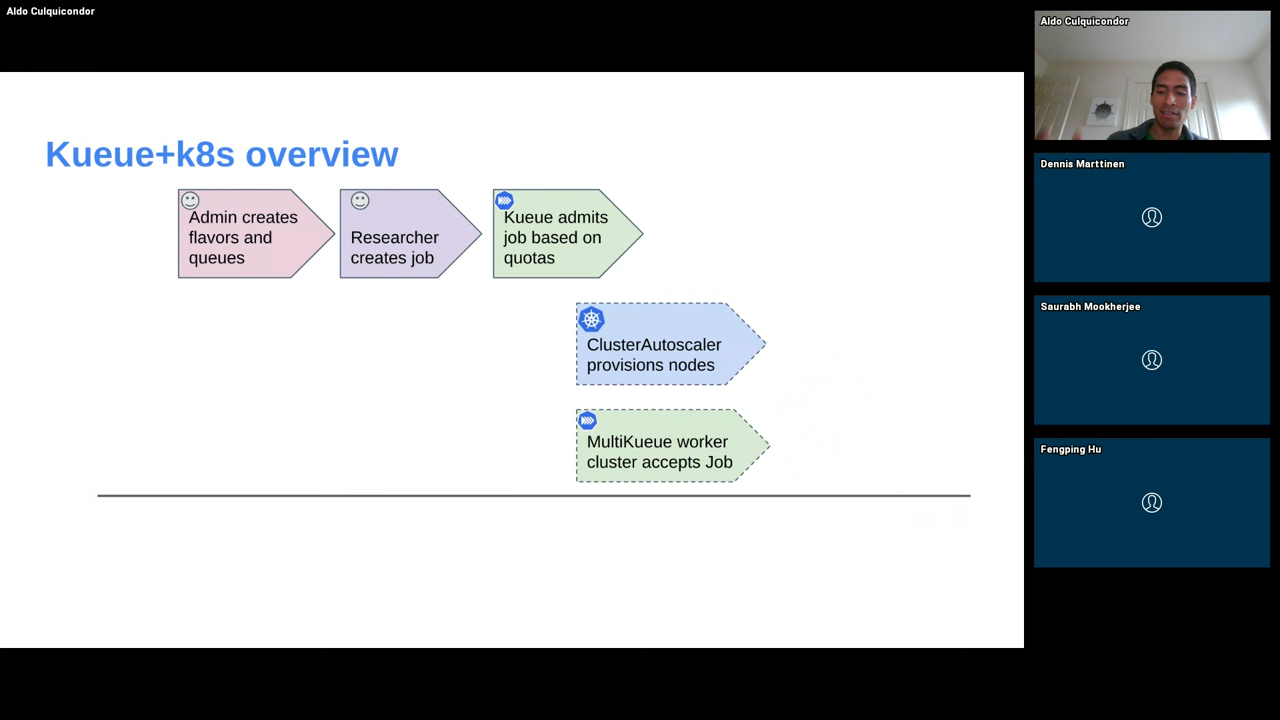 Aldo Culquicondor
Aldo Culquicondor
Kueue+k8s overview
Admin creates
flavors and
queues
Researcher
creates job
Kueue admits
job based on
quotas
ClusterAutoscaler
provisions nodes
MultiKueue worker
cluster accepts Job
Dennis Marttinen
Saurabh Mookherjee
Fengping Hu